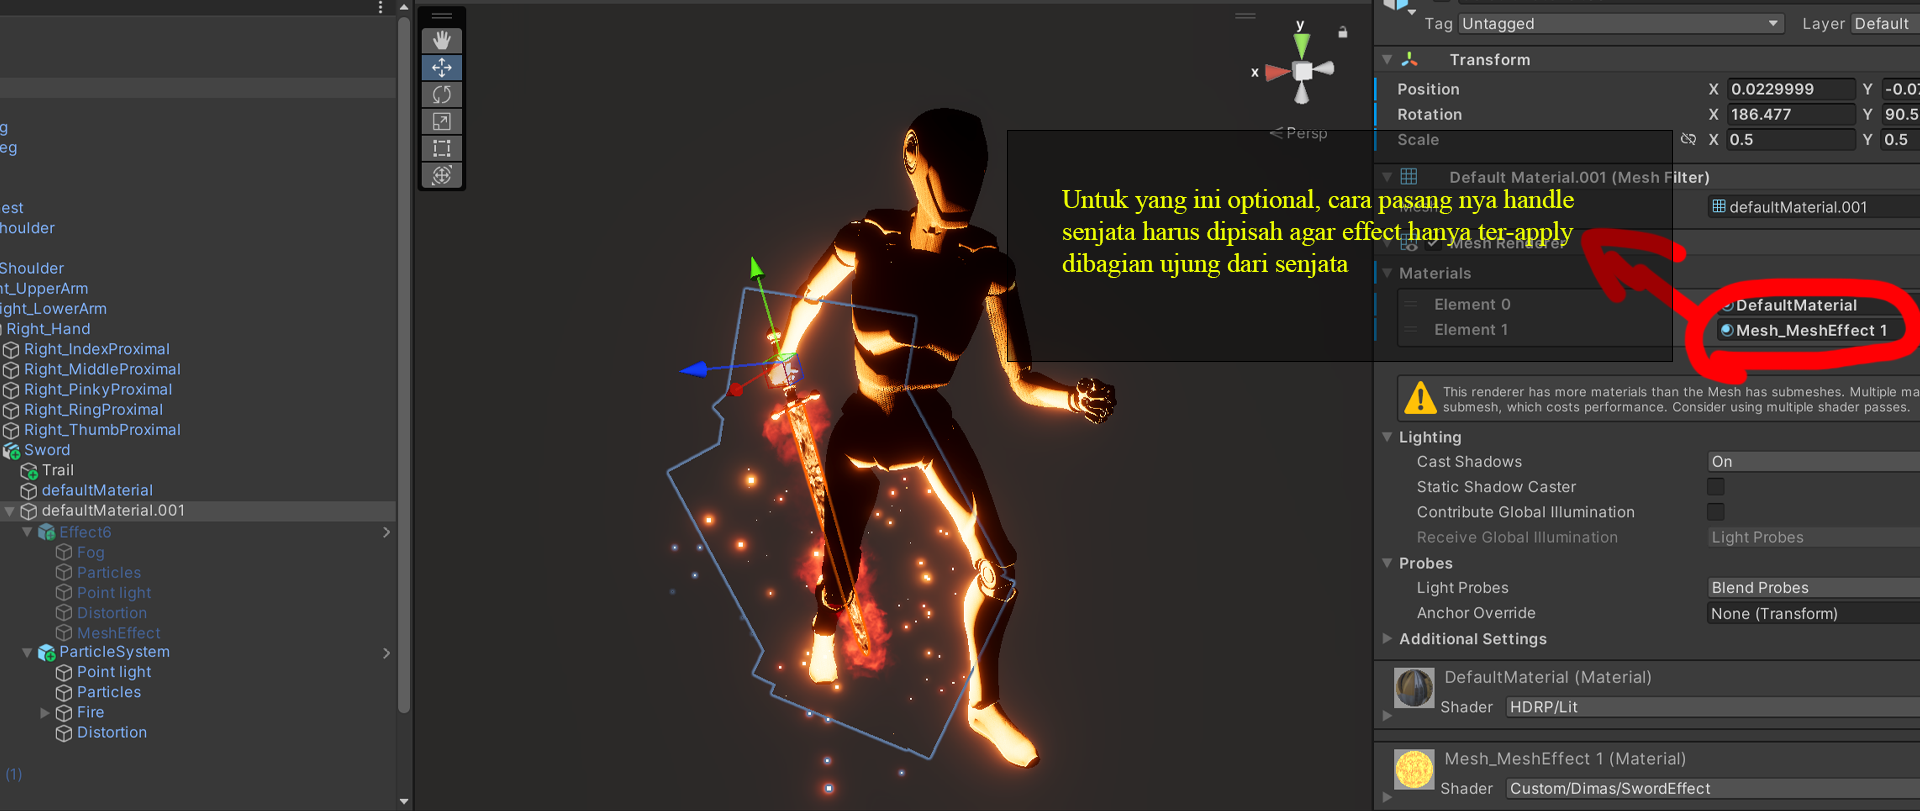 g
eg
est
houlder
Shoulder
ht_UpperArm
ight_LowerArm
Right_Hand
Right_IndexProximal
Right_MiddleProximal
Right_PinkyProximal
Right_RingProximal
Right_ThumbProximal
Sword
Trail
defaultMaterial
defaultMaterial.001
Effect6
Fog
Particles
Point light
Distortion
MeshEffect
ParticleSystem
Point light
Particles
Fire
Distortion
(1)
y
x
Persp
Untuk yang ini optional, cara pasang nya handle
senjata harus dipisah agar effect hanya ter-apply
dibagian ujung dari senjata
Tag Untagged Layer Default
Transform
Position X 0.0229999 Y -0.07
Rotation X 186.477 Y 90.5
Scale X 0.5 Y 0.5
Default Material.001 (Mesh Filter)
Mesh defaultMaterial.001
Mesh Renderer
Materials
Element 0 DefaultMaterial
Element 1 Mesh_MeshEffect 1
This renderer has more materials than the Mesh has submeshes. Multiple ma
submesh, which costs performance. Consider using multiple shader passes.
Lighting
Cast Shadows On
Static Shadow Caster
Contribute Global Illumination
Receive Global Illumination Light Probes
Probes
Light Probes Blend Probes
Anchor Override None (Transform)
Additional Settings
DefaultMaterial (Material)
Shader HDRP/Lit
Mesh_MeshEffect 1 (Material)
Shader Custom/Dimas/SwordEffect